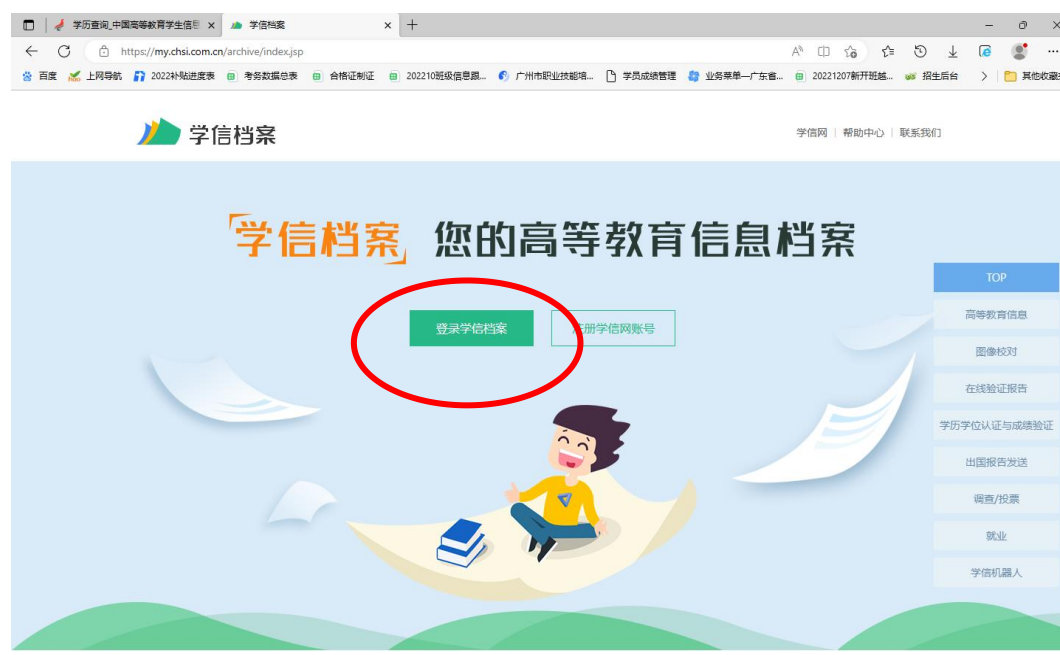 学历查询_中国高等教育学生信息
学信档案
https://my.chsi.com.cn/archive/index.jsp
百度 上网导航 2022补贴进度表 考务数据总表 合格证制证 202210班级信息跟... 广州市职业技能培... 学员成绩管理 业务菜单—广东省... 20221207新开班越... 招生后台 其他收藏
学信档案
学信网 | 帮助中心 | 联系我们
学信档案 您的高等教育信息档案
登录学信档案
注册学信网账号
TOP
高等教育信息
图像校对
在线验证报告
学历学位认证与成绩验证
出国报告发送
调查/投票
就业
学信机器人